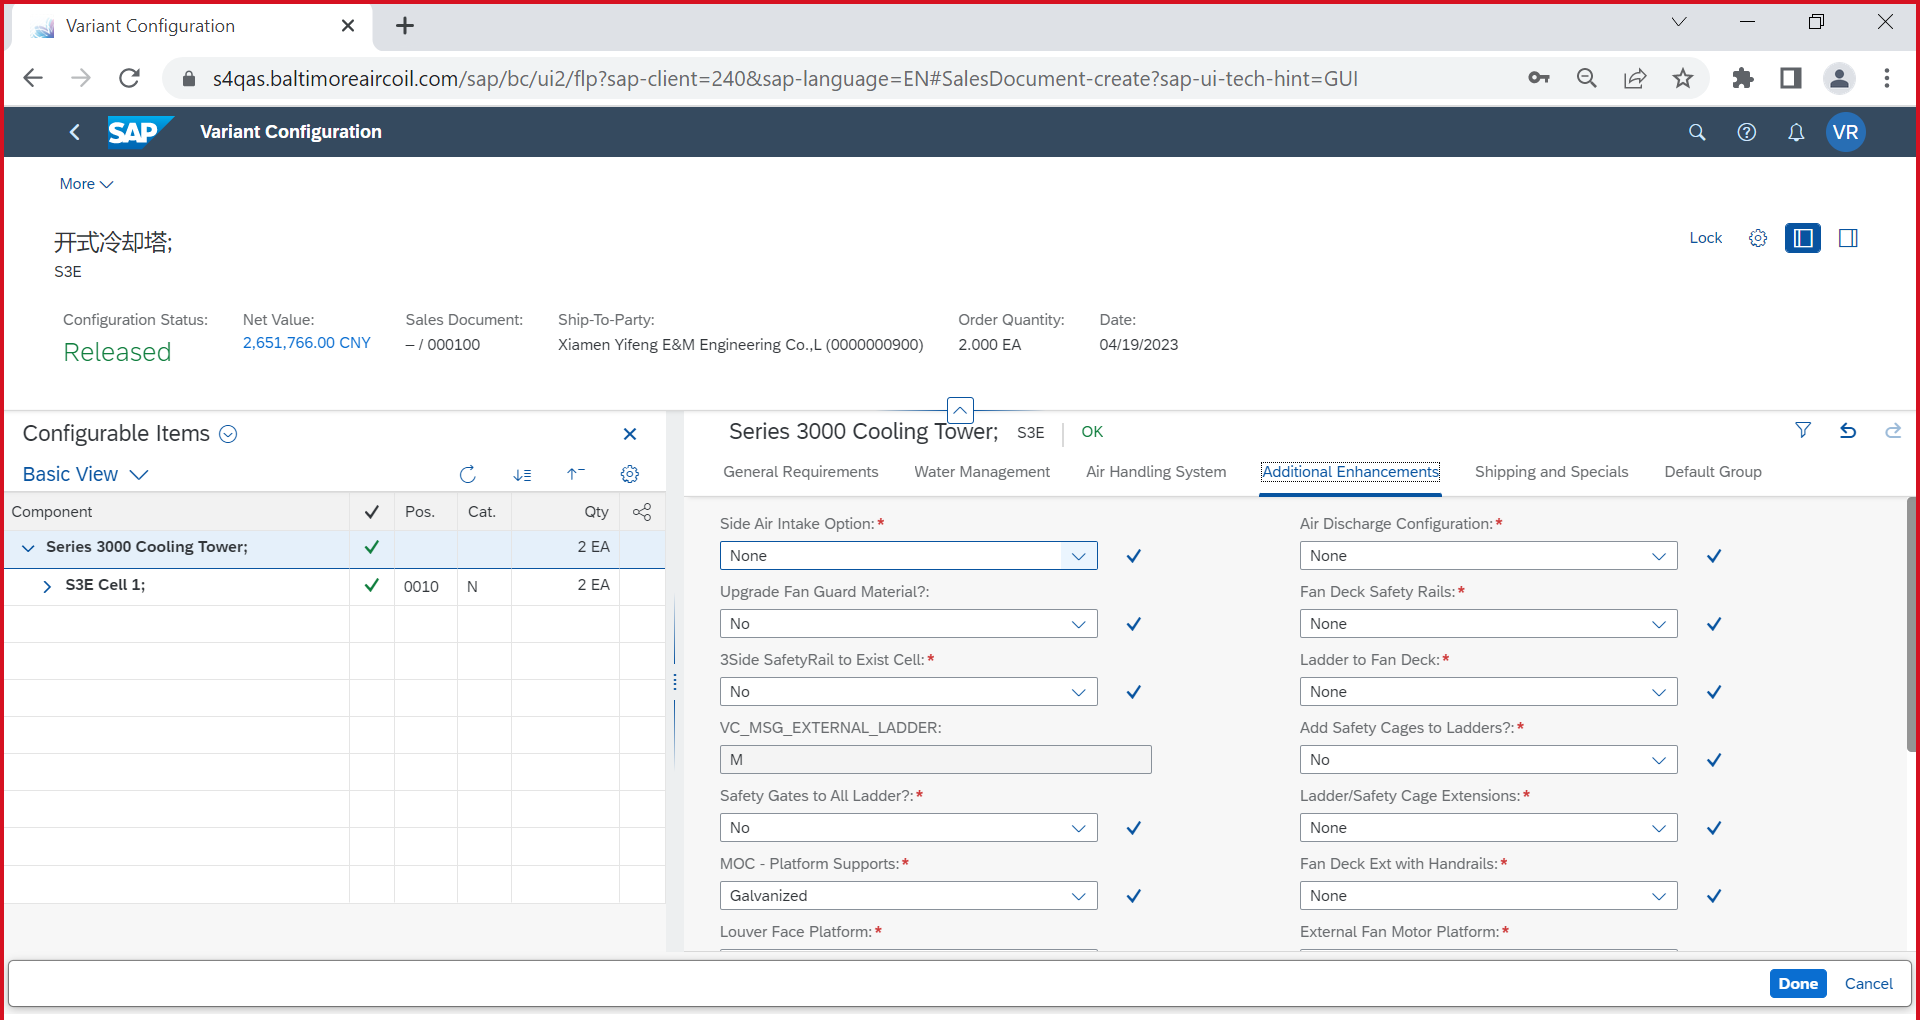 Variant Configuration
s4qas.baltimoreaircoil.com/sap/bc/ui2/flp?sap-client=240&sap-language=EN#SalesDocument-create?sap-ui-tech-hint=GUI
SAP
Variant Configuration
VR
More
开式冷却塔;
S3E
Lock
Configuration Status:
Released
Net Value:
2,651,766.00 CNY
Sales Document:
– / 000100
Ship-To-Party:
Xiamen Yifeng E&M Engineering Co.,L (0000000900)
Order Quantity:
2.000 EA
Date:
04/19/2023
Configurable Items
Basic View
Component Pos. Cat. Qty
Series 3000 Cooling Tower; 2 EA
S3E Cell 1; 0010 N 2 EA
Series 3000 Cooling Tower; S3E OK
General Requirements Water Management Air Handling System Additional Enhancements Shipping and Specials Default Group
Side Air Intake Option:*
None
Air Discharge Configuration:*
None
Upgrade Fan Guard Material?:
No
Fan Deck Safety Rails:*
None
3Side SafetyRail to Exist Cell:*
No
Ladder to Fan Deck:*
None
VC_MSG_EXTERNAL_LADDER:
M
Add Safety Cages to Ladders?:*
No
Safety Gates to All Ladder?:*
No
Ladder/Safety Cage Extensions:*
None
MOC - Platform Supports:*
Galvanized
Fan Deck Ext with Handrails:*
None
Louver Face Platform:*
External Fan Motor Platform:*
Done Cancel